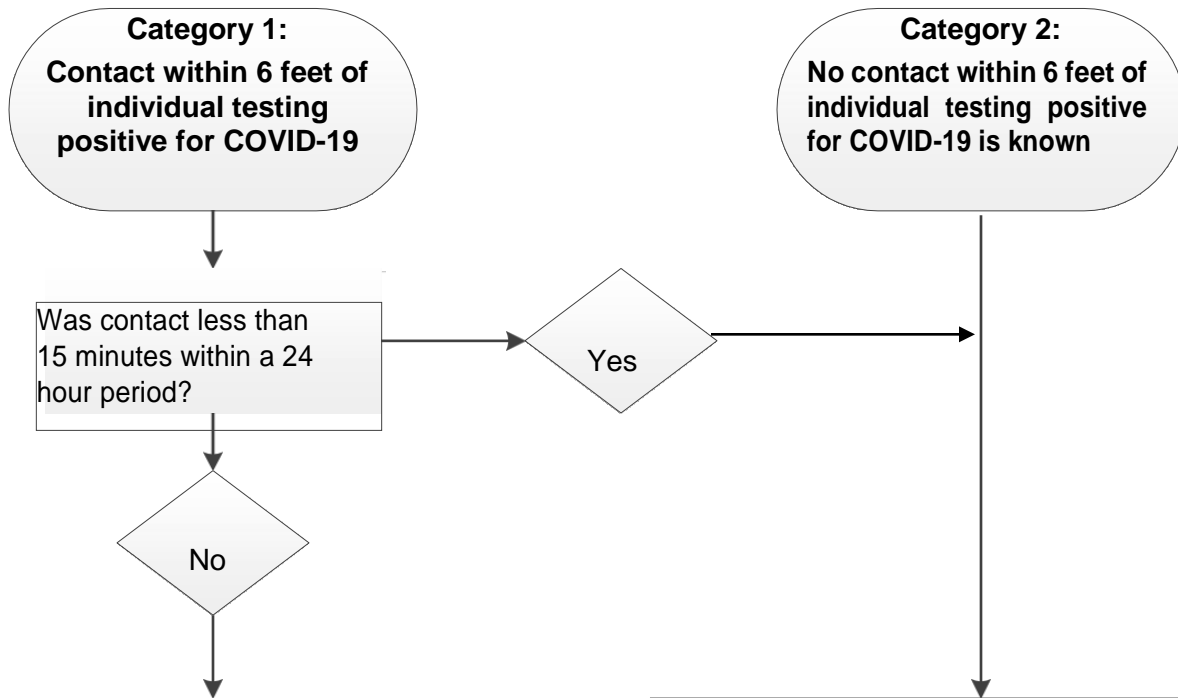 Category 1:
Contact within 6 feet of
individual testing
positive for COVID-19
Category 2:
No contact within 6 feet of
individual testing positive
for COVID-19 is known
Was contact less than
15 minutes within a 24
hour period?
Yes
No